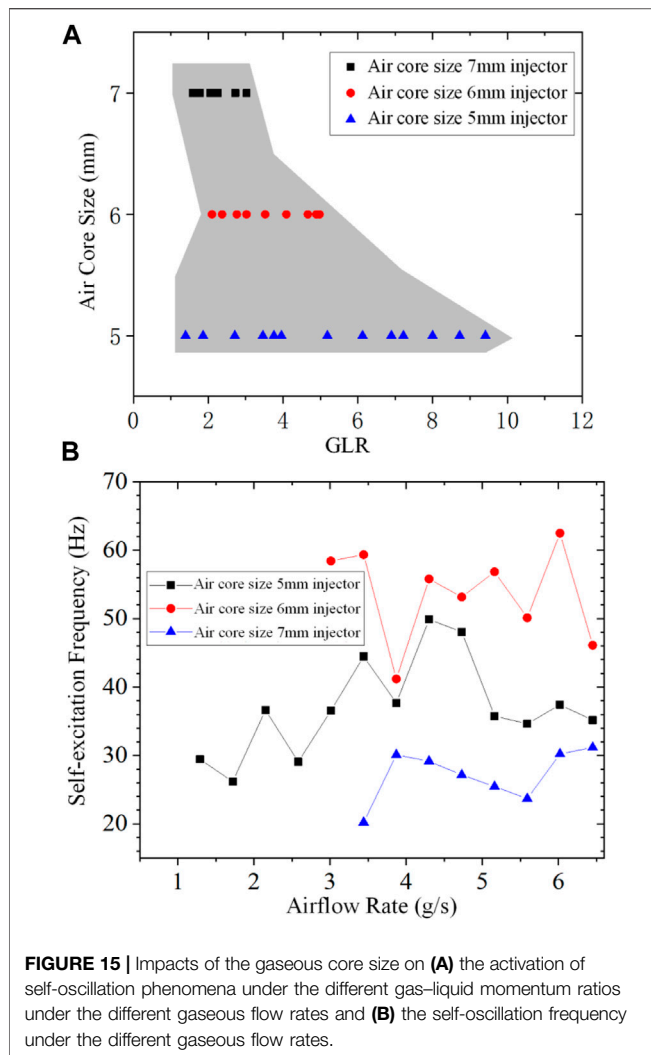 A
Air Core Size (mm)
7
6
5
Air core size 7mm injector
Air core size 6mm injector
Air core size 5mm injector
0 2 4 6 8 10 12
GLR
B
Self-excitation Frequency (Hz)
70
60
50
40
30
20
Air core size 5mm injector
Air core size 6mm injector
Air core size 7mm injector
1 2 3 4 5 6
Airflow Rate (g/s)
FIGURE 15 | Impacts of the gaseous core size on (A) the activation of
self-oscillation phenomena under the different gas–liquid momentum ratios
under the different gaseous flow rates and (B) the self-oscillation frequency
under the different gaseous flow rates.